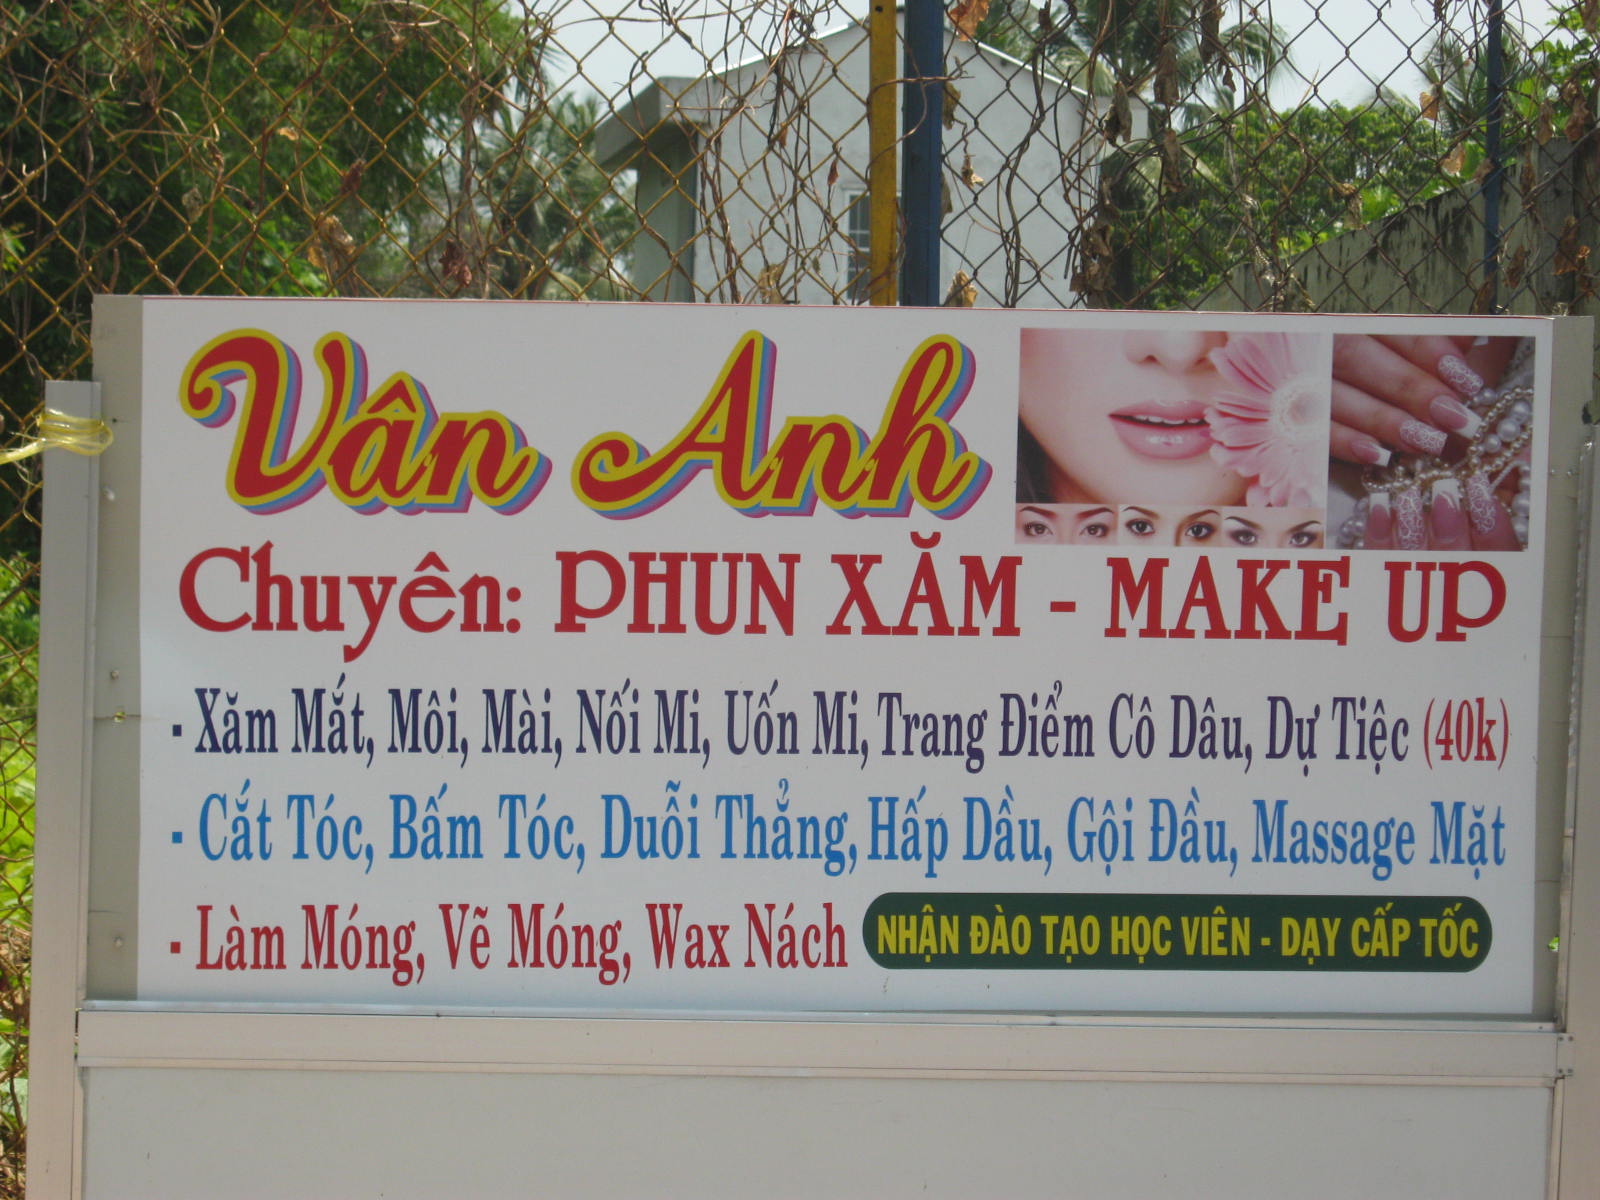 Vân Anh
Chuyên: PHUN XĂM - MAKE UP
- Xăm Mắt, Môi, Mài, Nối Mi, Uốn Mi, Trang Điểm Cô Dâu, Dự Tiệc (40k)
- Cắt Tóc, Bấm Tóc, Duỗi Thẳng, Hấp Dầu, Gội Đầu, Massage Mặt
- Làm Móng, Vẽ Móng, Wax Nách
NHẬN ĐÀO TẠO HỌC VIÊN - DẠY CẤP TỐC